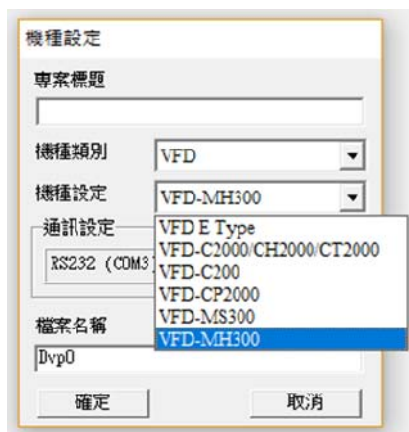 機種設定
專案標題
機種類別 VFD
機種設定 VFD-MH300
通訊設定
RS232 (COM3
VFD E Type
VFD-C2000/CH2000/CT2000
VFD-C200
VFD-CP2000
VFD-MS300
VFD-MH300
檔案名稱
Dvp0
確定 取消